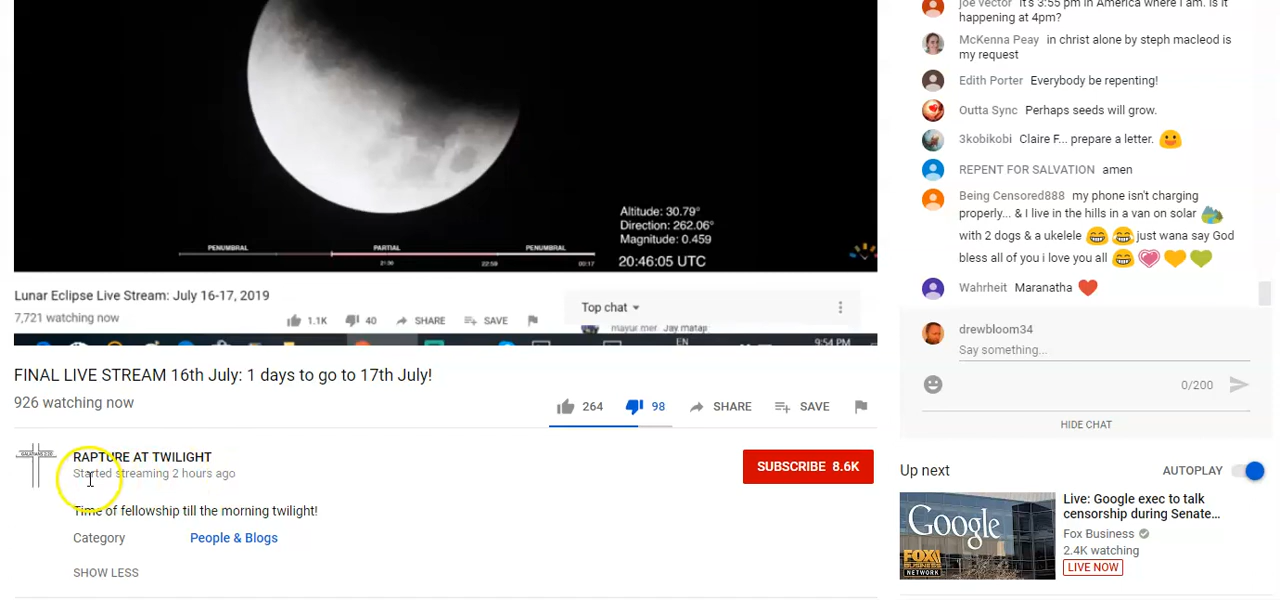 Altitude: 30.79°
Direction: 262.06°
Magnitude: 0.459
20:46:05 UTC
PENUMBRAL
PARTIAL
PENUMBRAL
21:30
22:59
00:17
Lunar Eclipse Live Stream: July 16-17, 2019
7,721 watching now
1.1K 40 SHARE SAVE
Top chat
mayur mer Jay mataji
EN
9:54 PM
FINAL LIVE STREAM 16th July: 1 days to go to 17th July!
926 watching now
264 98 SHARE SAVE
RAPTURE AT TWILIGHT
Started streaming 2 hours ago
SUBSCRIBE 8.6K
Time of fellowship till the morning twilight!
Category People & Blogs
SHOW LESS
joe vector It's 3:55 pm in America where I am. Is it
happening at 4pm?
McKenna Peay in christ alone by steph macleod is
my request
Edith Porter Everybody be repenting!
Outta Sync Perhaps seeds will grow.
3kobikobi Claire F... prepare a letter.
REPENT FOR SALVATION amen
Being Censored888 my phone isn't charging
properly... & I live in the hills in a van on solar
with 2 dogs & a ukelele just wana say God
bless all of you i love you all
Wahrheit Maranatha
drewbloom34
Say something...
0/200
HIDE CHAT
Up next
AUTOPLAY
Google
FOX
BUSINESS
NETWORK
Live: Google exec to talk
censorship during Senate...
Fox Business
2.4K watching
LIVE NOW